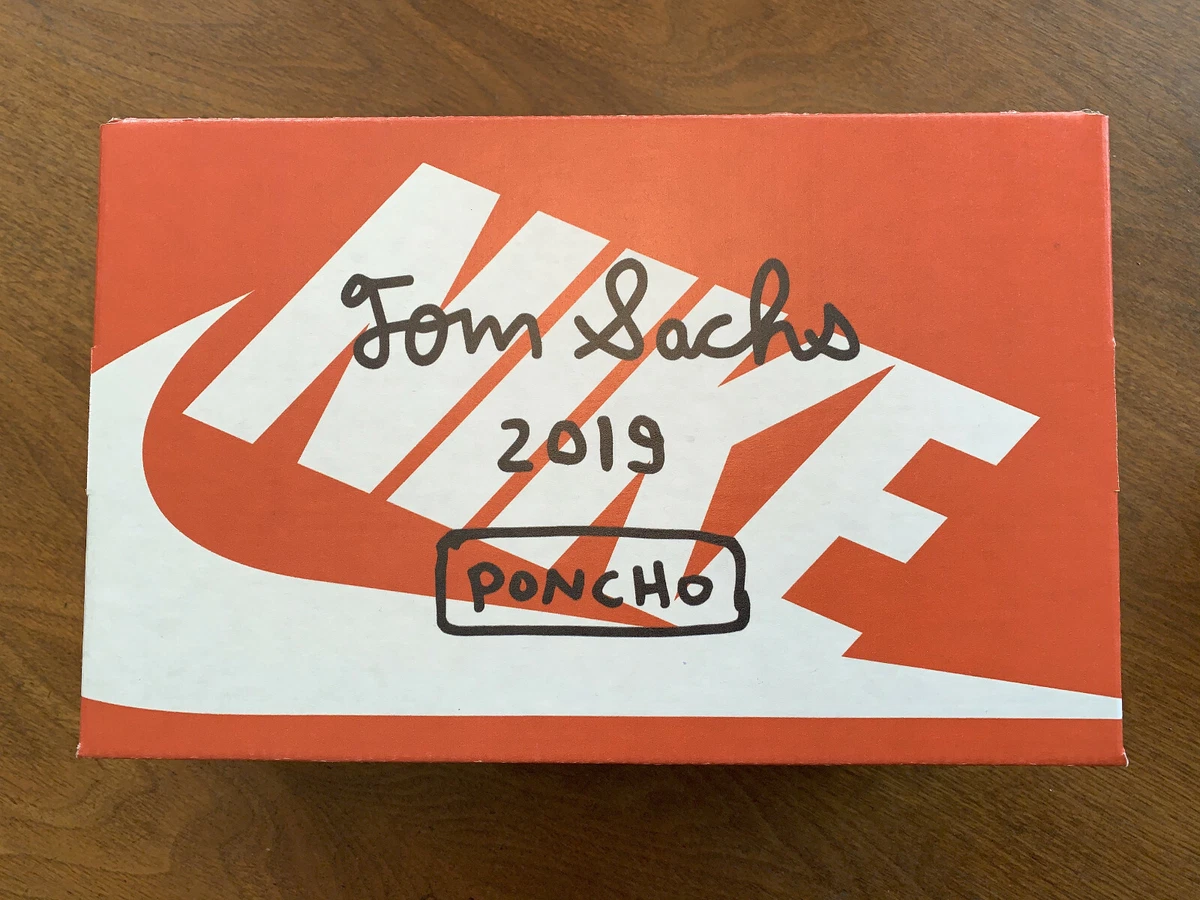 NIKE
Tom Sachs
2019
PONCHO